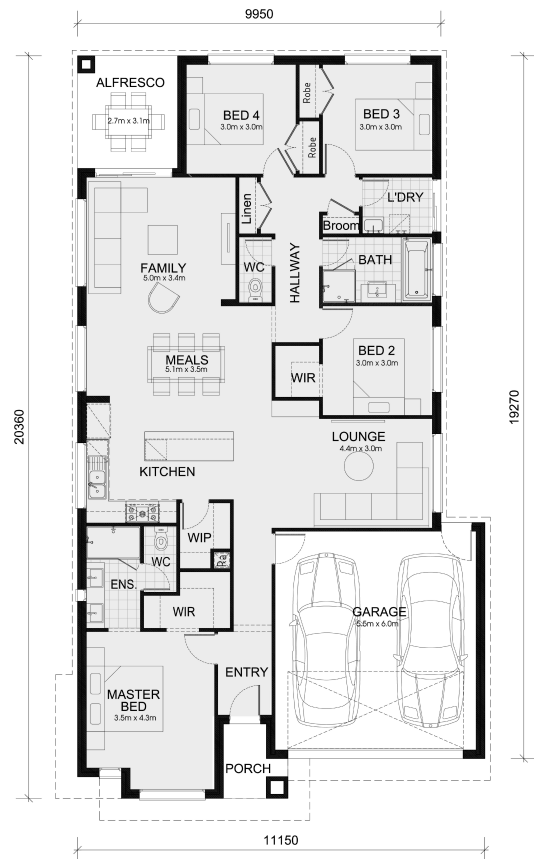 9950
ALFRESCO
2.7m x 3.1m
BED 4
3.0m x 3.0m
Robe
BED 3
3.0m x 3.0m
Robe
Linen
L'DRY
Broom
HALLWAY
WC
BATH
FAMILY
5.0m x 3.4m
MEALS
5.1m x 3.5m
BED 2
3.0m x 3.0m
WIR
20360
19270
LOUNGE
4.4m x 3.0m
KITCHEN
WIP
WC
Ra
ENS.
WIR
GARAGE
5.5m x 6.0m
ENTRY
MASTER
BED
3.5m x 4.3m
PORCH
11150